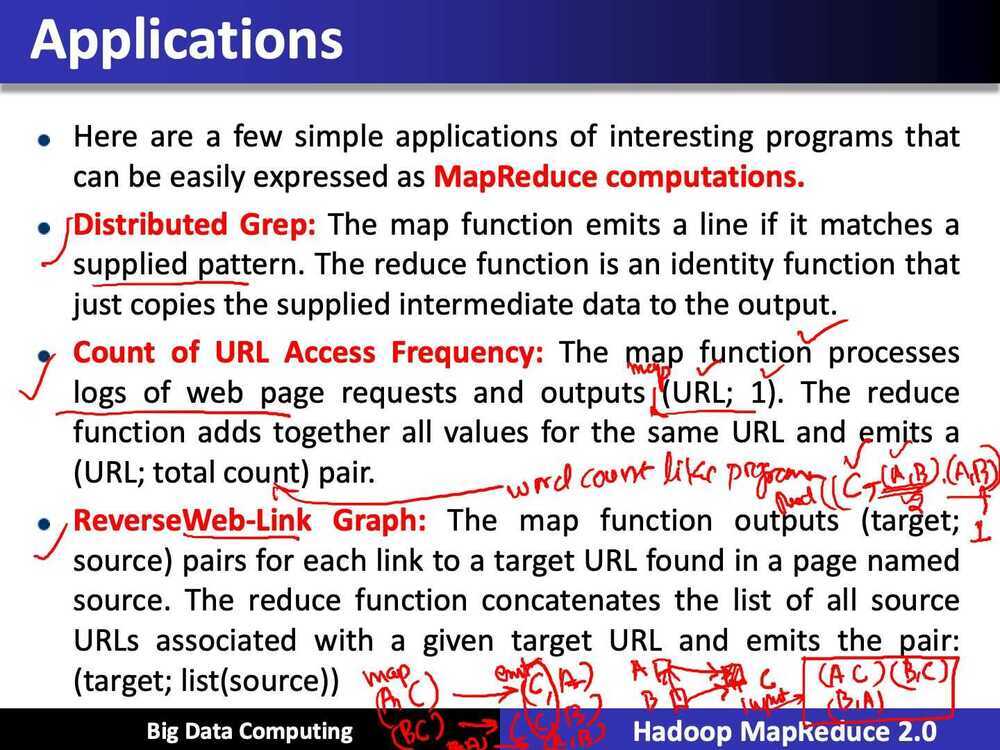 Applications
Here are a few simple applications of interesting programs that
can be easily expressed as MapReduce computations.
Distributed Grep: The map function emits a line if it matches a
supplied pattern. The reduce function is an identity function that
just copies the supplied intermediate data to the output.
Count of URL Access Frequency: The map function processes
map
logs of web page requests and outputs (URL; 1). The reduce
function adds together all values for the same URL and emits a
(URL; total count) pair.
word count like program
((C, (A,B), (A,B)
2
1
ReverseWeb-Link Graph: The map function outputs (target;
source) pairs for each link to a target URL found in a page named
source. The reduce function concatenates the list of all source
URLs associated with a given target URL and emits the pair:
(target; list(source))
map
(A, C)
emit
(C, A)
A
B
C
input
(A C) (B,C)
(B,A)
(BC)
(C, B)
(A,B)
Big Data Computing
Hadoop MapReduce 2.0